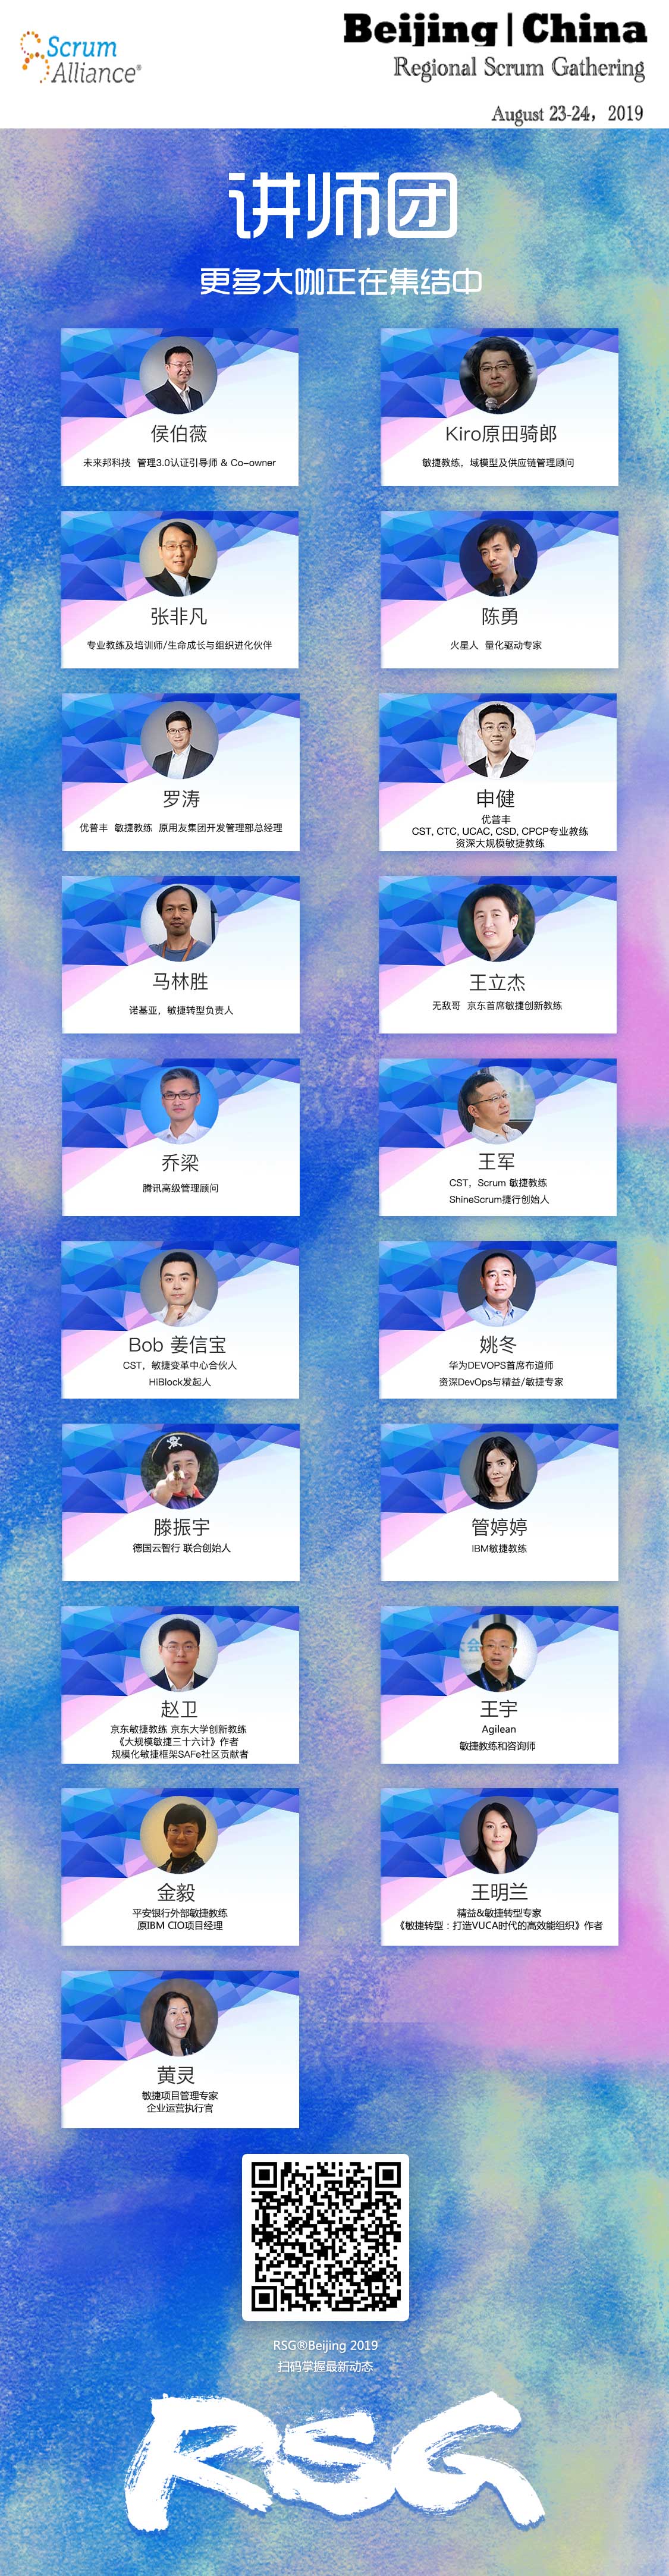 Scrum
Alliance®
Beijing|China
Regional Scrum Gathering
August 23-24, 2019
讲师团
更多大咖正在集结中
侯伯薇
未来邦科技 管理3.0认证引导师 & Co-owner
Kiro原田骑郎
敏捷教练，域模型及供应链管理顾问
张非凡
专业教练及培训师/生命成长与组织进化伙伴
陈勇
火星人 量化驱动专家
罗涛
优普丰 敏捷教练 原用友集团开发管理部总经理
申健
优普丰
CST, CTC, UCAC, CSD, CPCP专业教练
资深大规模敏捷教练
马林胜
诺基亚，敏捷转型负责人
王立杰
无敌哥 京东首席敏捷创新教练
乔梁
腾讯高级管理顾问
王军
CST，Scrum 敏捷教练
ShineScrum捷行创始人
Bob 姜信宝
CST，敏捷变革中心合伙人
HiBlock发起人
姚冬
华为DEVOPS首席布道师
资深DevOps与精益/敏捷专家
滕振宇
德国云智行 联合创始人
管婷婷
IBM敏捷教练
赵卫
京东敏捷教练 京东大学创新教练
《大规模敏捷三十六计》作者
规模化敏捷框架SAFe社区贡献者
大会
王宇
Agilean
敏捷教练和咨询师
金毅
平安银行外部敏捷教练
原IBM CIO项目经理
王明兰
精益&敏捷转型专家
《敏捷转型：打造VUCA时代的高效能组织》作者
黄灵
敏捷项目管理专家
企业运营执行官
RSG®Beijing 2019
扫码掌握最新动态
RSG